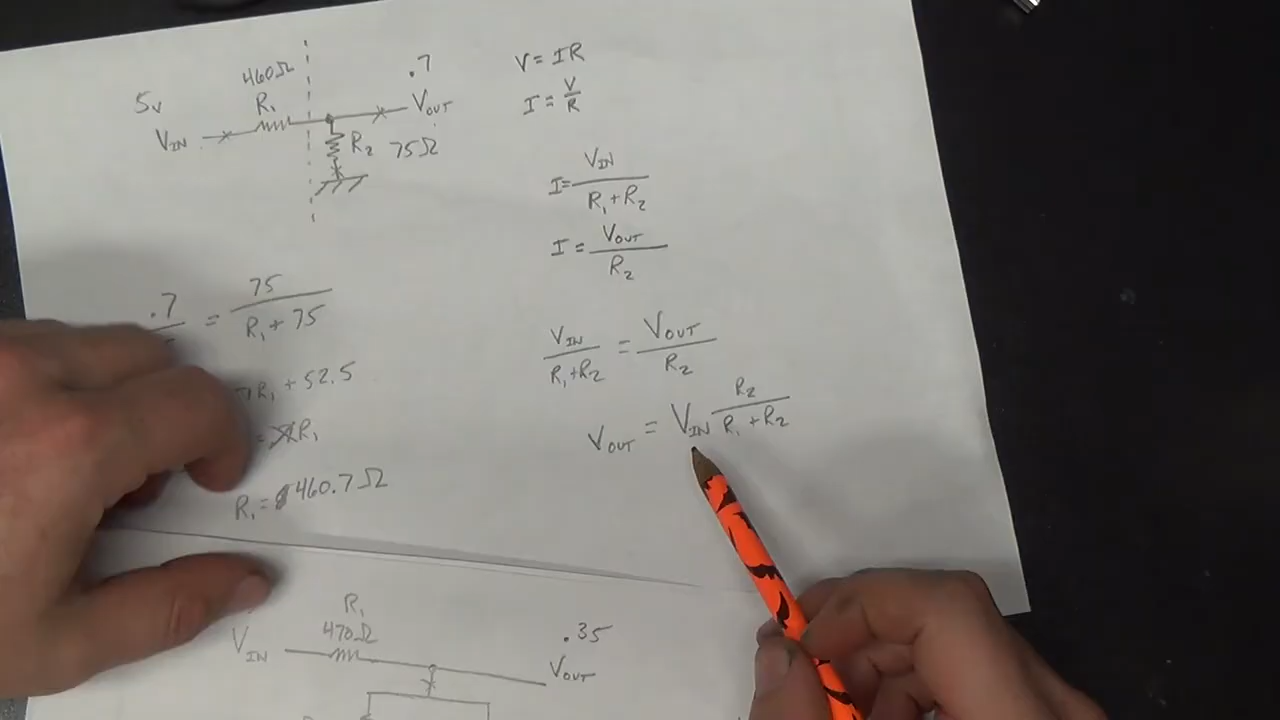 460Ω
.7
5v
R₁
VOUT
VIN
R₂ 75Ω
V = IR
I = V/R
I = VIN/(R₁+R₂)
I = VOUT/R₂
VIN/(R₁+R₂) = VOUT/R₂
VOUT = VIN R₂/(R₁+R₂)
.7
= 75/(R₁+75)
R₁ + 52.5
= R₁
R₁ = 460.7Ω
R₁
470Ω
VIN
.35
VOUT